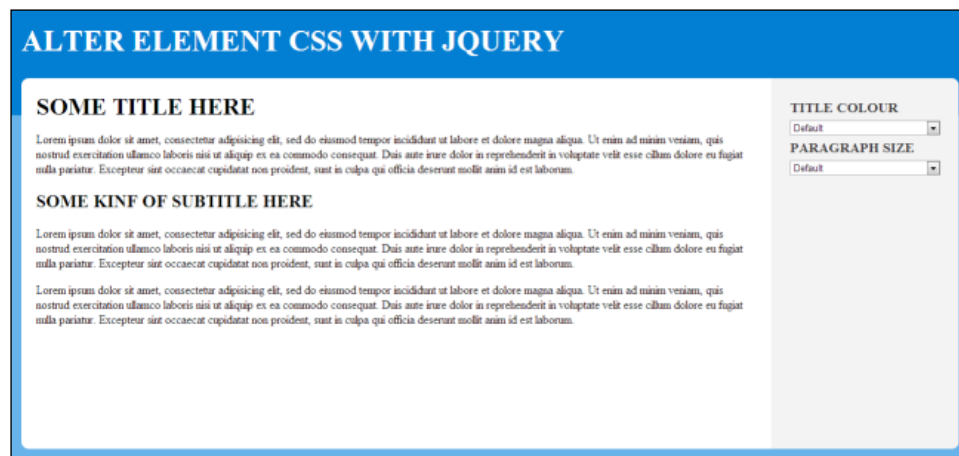 ALTER ELEMENT CSS WITH JQUERY
SOME TITLE HERE
Lorem ipsum dolor sit amet, consectetur adipisicing elit, sed do eiusmod tempor incididunt ut labore et dolore magna aliqua. Ut enim ad minim veniam, quis
nostrud exercitation ullamco laboris nisi ut aliquip ex ea commodo consequat. Duis aute irure dolor in reprehenderit in voluptate velit esse cillum dolore eu fugiat
nulla pariatur. Excepteur sint occaecat cupidatat non proident, sunt in culpa qui officia deserunt mollit anim id est laborum.
SOME KINF OF SUBTITLE HERE
Lorem ipsum dolor sit amet, consectetur adipisicing elit, sed do eiusmod tempor incididunt ut labore et dolore magna aliqua. Ut enim ad minim veniam, quis
nostrud exercitation ullamco laboris nisi ut aliquip ex ea commodo consequat. Duis aute irure dolor in reprehenderit in voluptate velit esse cillum dolore eu fugiat
nulla pariatur. Excepteur sint occaecat cupidatat non proident, sunt in culpa qui officia deserunt mollit anim id est laborum.
Lorem ipsum dolor sit amet, consectetur adipisicing elit, sed do eiusmod tempor incididunt ut labore et dolore magna aliqua. Ut enim ad minim veniam, quis
nostrud exercitation ullamco laboris nisi ut aliquip ex ea commodo consequat. Duis aute irure dolor in reprehenderit in voluptate velit esse cillum dolore eu fugiat
nulla pariatur. Excepteur sint occaecat cupidatat non proident, sunt in culpa qui officia deserunt mollit anim id est laborum.
TITLE COLOUR
Default
PARAGRAPH SIZE
Default